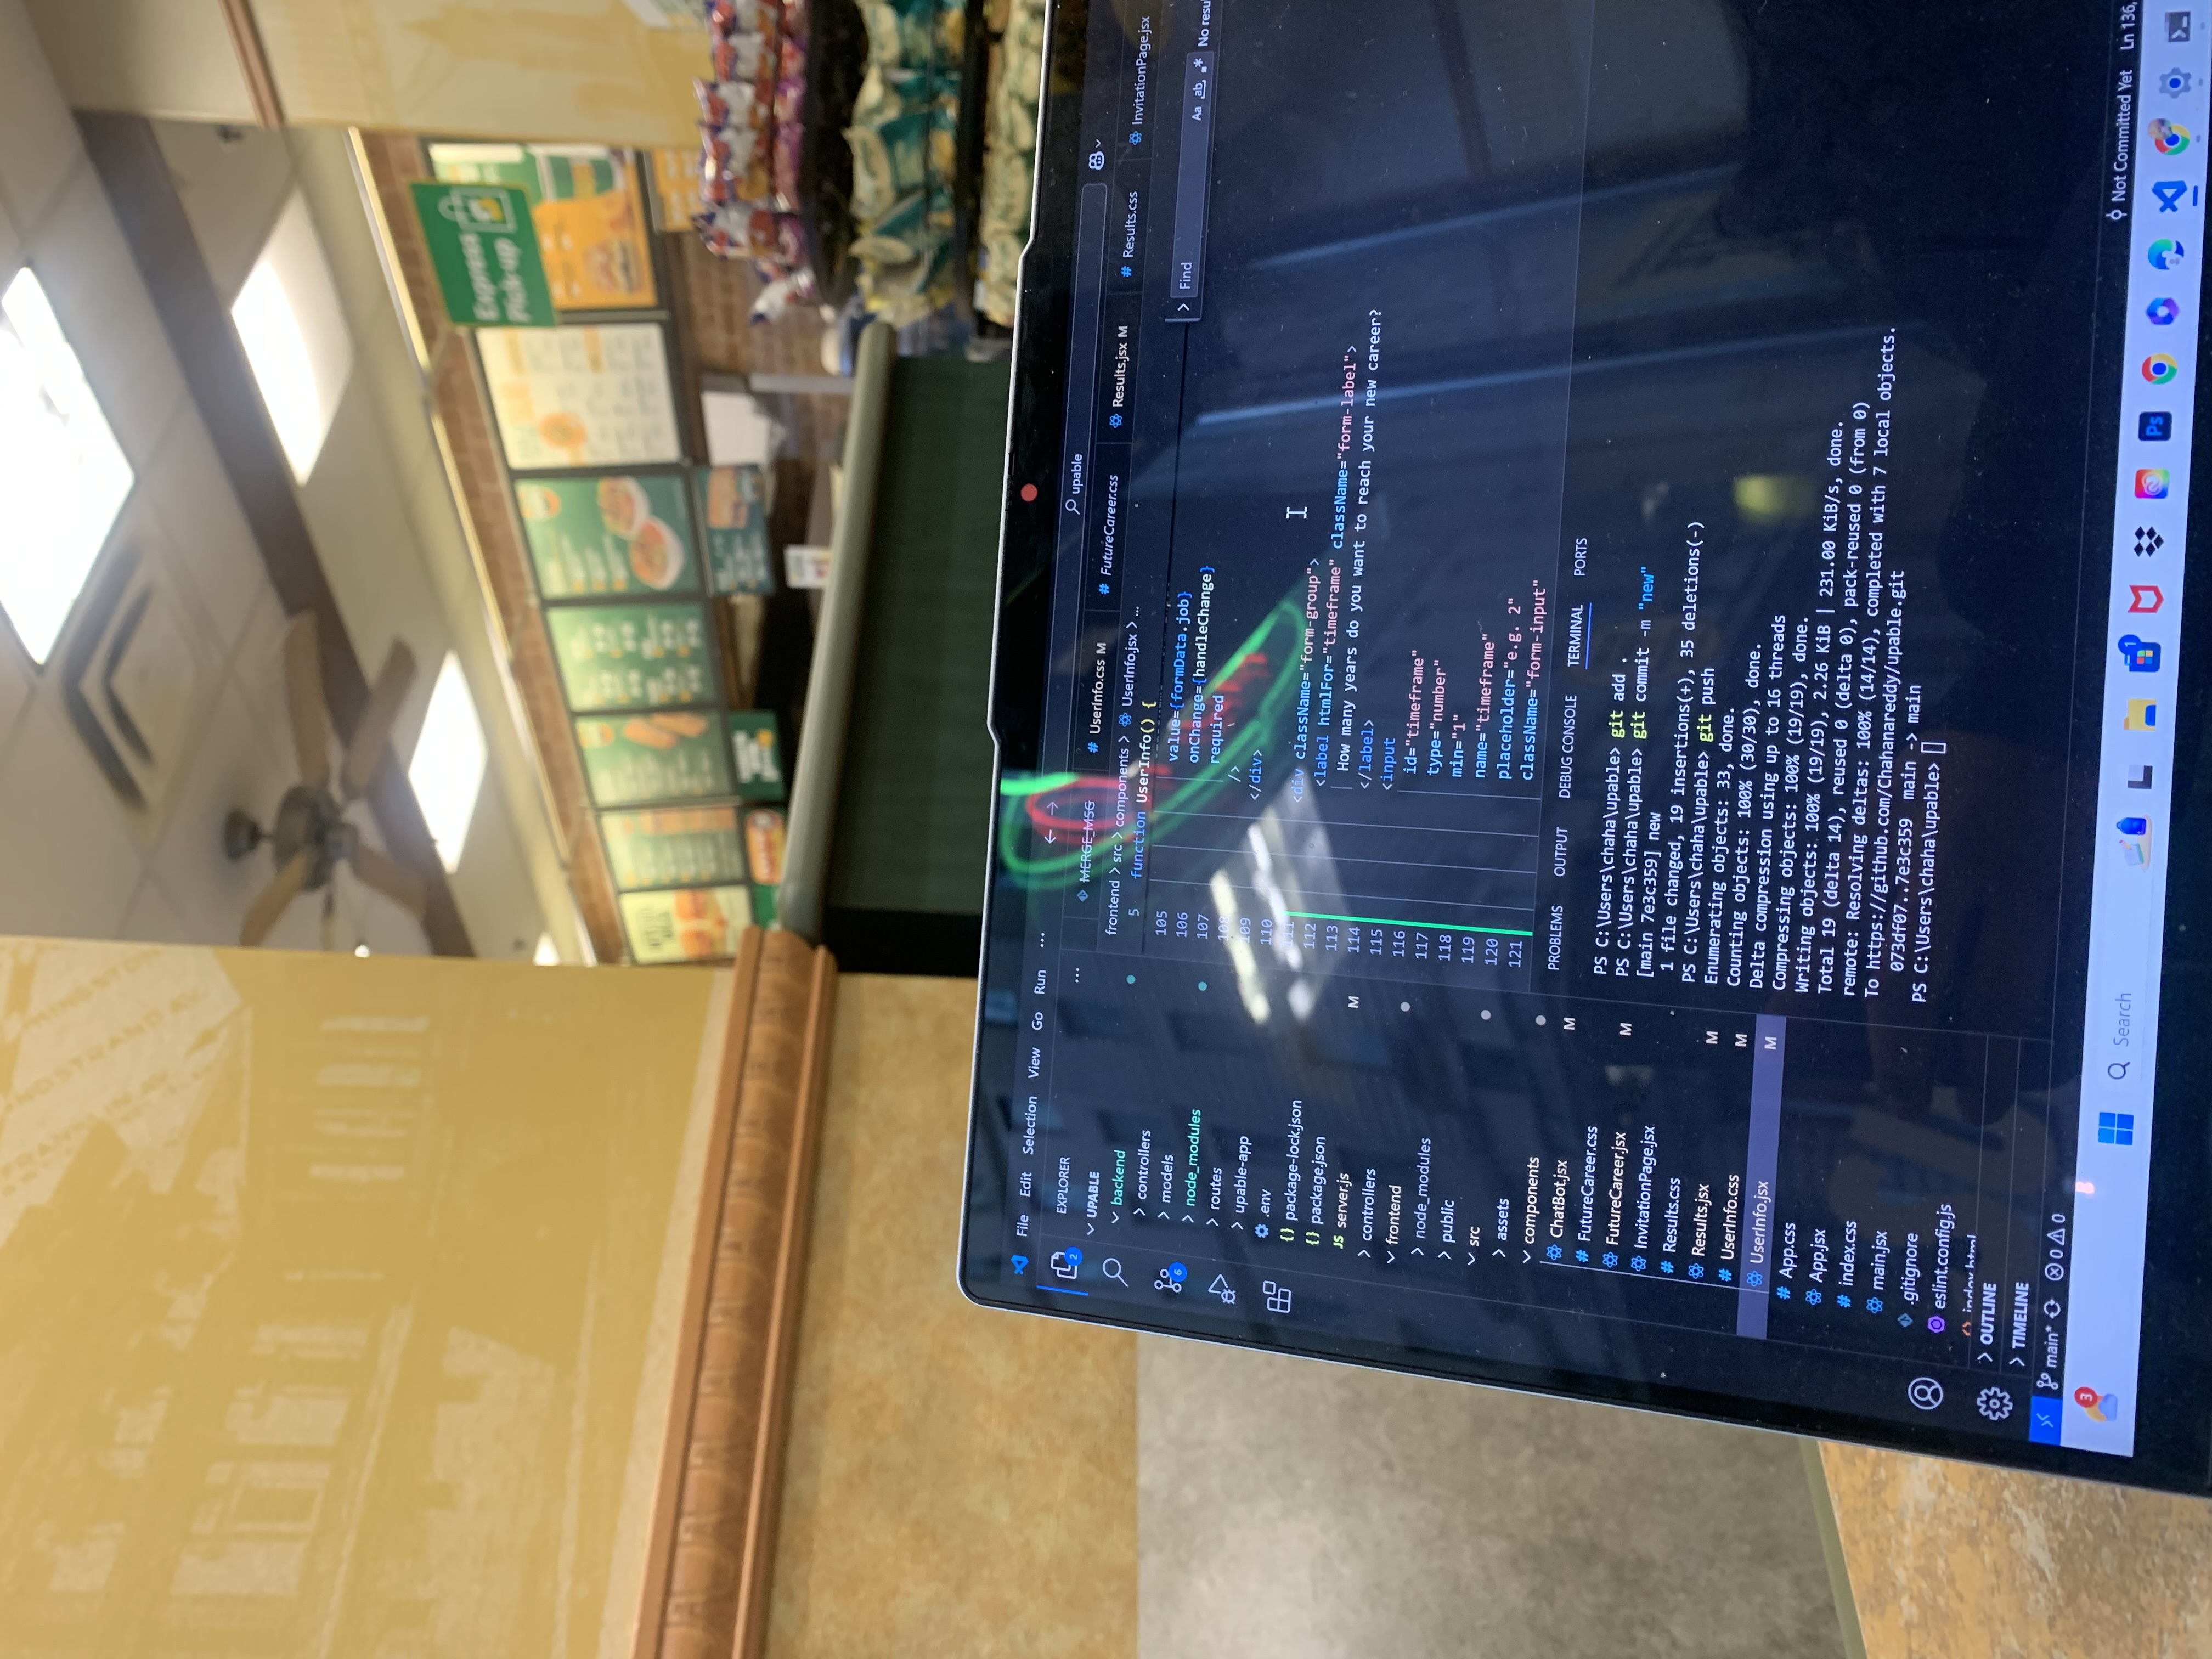 Express
Pick-up
File Edit Selection View Go Run ...
upable
EXPLORER ...
MERGE_MSG
UserInfo.css M
FutureCareer.css
Results.jsx M
Results.css
InvitationPage.jsx
frontend > src > components > UserInfo.jsx > ...
UPABLE
backend
controllers
models
node_modules
routes
upable-app
.env
package-lock.json
package.json
server.js M
controllers
frontend
node_modules
public
src
assets
components
ChatBot.jsx M
FutureCareer.css
FutureCareer.jsx M
InvitationPage.jsx
Results.css
Results.jsx M
UserInfo.css M
UserInfo.jsx M
App.css
App.jsx
index.css
main.jsx
.gitignore
eslint.config.js
index.html
OUTLINE
TIMELINE
2
6
Find Aa ab
5 function UserInfo() {
105 value={formData.job}
106 onChange={handleChange}
107 required
108 />
109 </div>
110
111 <div className="form-group">
112 <label htmlFor="timeframe" className="form-label">
113 How many years do you want to reach your new career?
114 </label>
115 <input
116 id="timeframe"
117 type="number"
118 min="1"
119 name="timeframe"
120 placeholder="e.g. 2"
121 className="form-input"
PROBLEMS OUTPUT DEBUG CONSOLE TERMINAL PORTS
PS C:\Users\chaha\upable> git add .
PS C:\Users\chaha\upable> git commit -m "new"
[main 7e3c359] new
1 file changed, 19 insertions(+), 35 deletions(-)
PS C:\Users\chaha\upable> git push
Enumerating objects: 33, done.
Counting objects: 100% (30/30), done.
Delta compression using up to 16 threads
Compressing objects: 100% (19/19), done.
Writing objects: 100% (19/19), 2.26 KiB | 231.00 KiB/s, done.
Total 19 (delta 14), reused 0 (delta 0), pack-reused 0 (from 0)
remote: Resolving deltas: 100% (14/14), completed with 7 local objects.
To https://github.com/Chahanareddy/upable.git
073df07..7e3c359 main -> main
PS C:\Users\chaha\upable>
main* 0 0
Not Committed Yet Ln 136,
3
Search
1
Ps